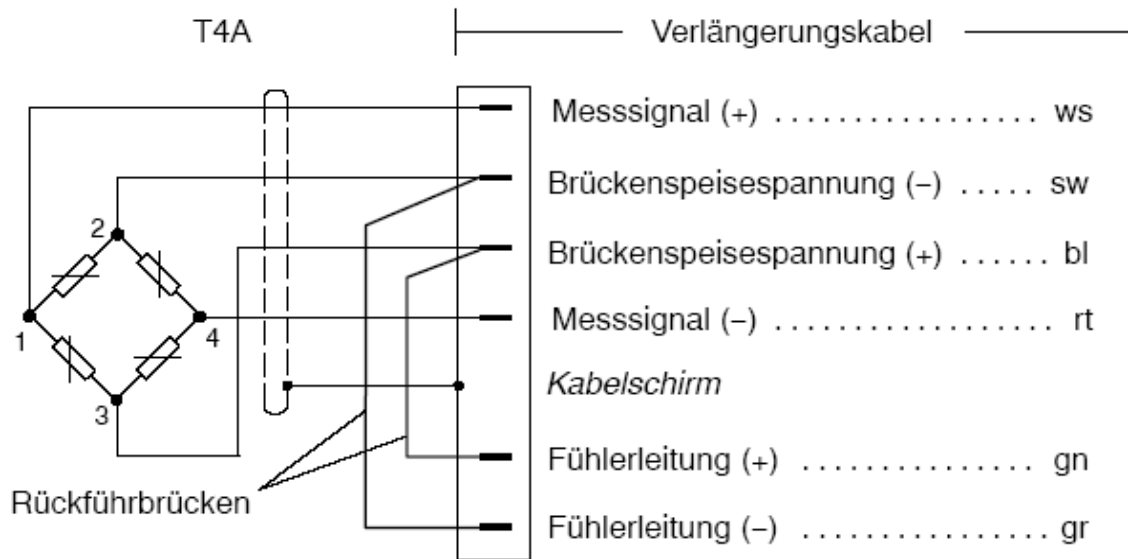 T4A Verlängerungskabel
Messsignal (+) . . . . . . . . . . . . . . . . . . ws
Brückenspeisespannung (−) . . . . . sw
2
Brückenspeisespannung (+) . . . . . . bl
1
4
Messsignal (−) . . . . . . . . . . . . . . . . . . . rt
Kabelschirm
3
Fühlerleitung (+) . . . . . . . . . . . . . . . gn
Rückführbrücken
Fühlerleitung (−) . . . . . . . . . . . . . . . gr